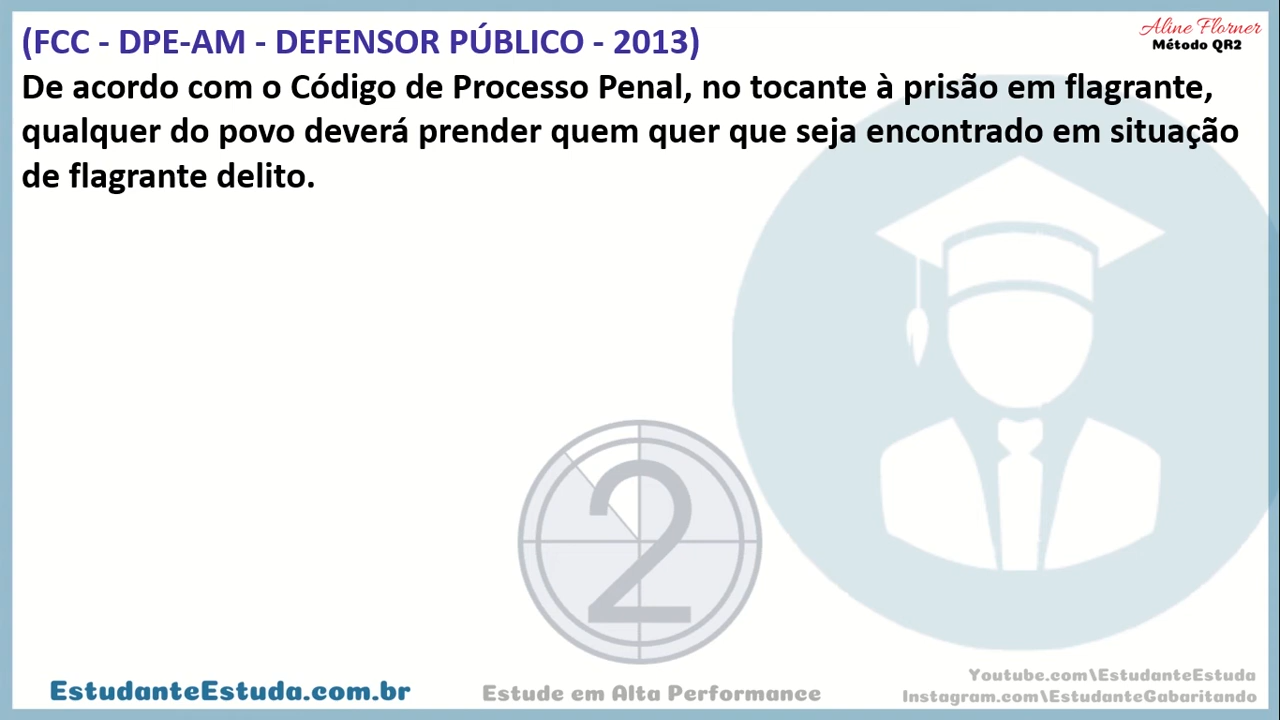 (FCC - DPE-AM - DEFENSOR PÚBLICO - 2013)
Aline Florner
Método QR2
De acordo com o Código de Processo Penal, no tocante à prisão em flagrante,
qualquer do povo deverá prender quem quer que seja encontrado em situação
de flagrante delito.
2
EstudanteEstuda.com.br
Estude em Alta Performance
Youtube.com\EstudanteEstuda
Instagram.com\EstudanteGabaritando